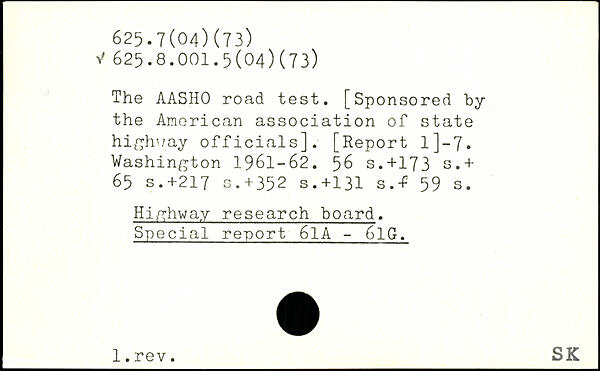 625.7(04)(73)
✓ 625.8.001.5(04)(73)
The AASHO road test. [Sponsored by
the American association of state
highway officials]. [Report 1]-7.
Washington 1961-62. 56 s.+173 s.+
65 s.+217 s.+352 s.+131 s.+ 59 s.
Highway research board.
Special report 61A - 61G.
1.rev. SK